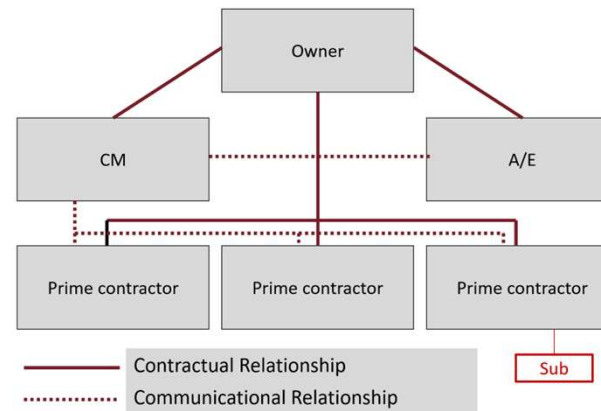 Owner
CM
A/E
Prime contractor
Prime contractor
Prime contractor
Sub
Contractual Relationship
Communicational Relationship